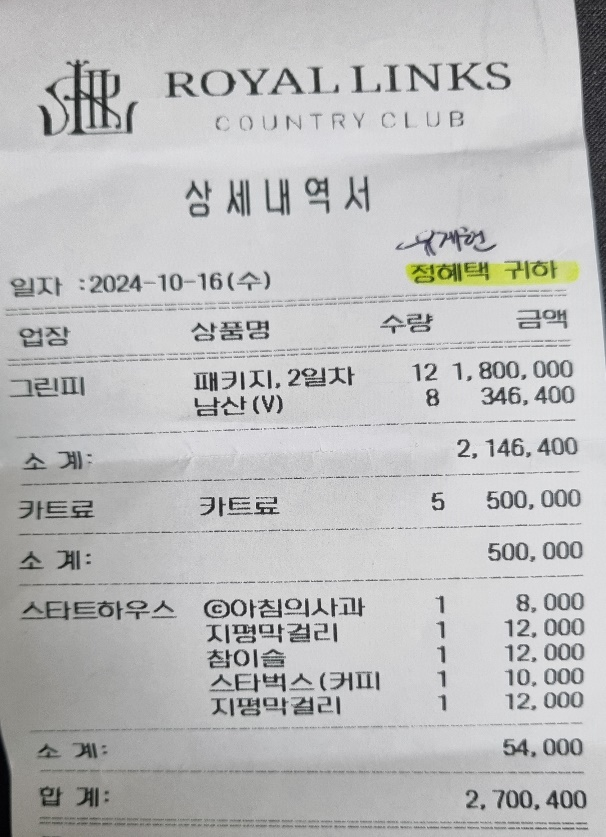 ROYAL LINKS
COUNTRY CLUB
상세내역서
유계현
일자 :2024-10-16(수) 정혜택 귀하
업장 상품명 수량 금액
그린피 패키지,2일차 12 1,800,000
남산(V) 8 346,400
소 계: 2,146,400
카트료 카트료 5 500,000
소 계: 500,000
스타트하우스 ⓒ아침의사과 1 8,000
지평막걸리 1 12,000
참이슬 1 12,000
스타벅스(커피 1 10,000
지평막걸리 1 12,000
소 계: 54,000
합 계: 2,700,400